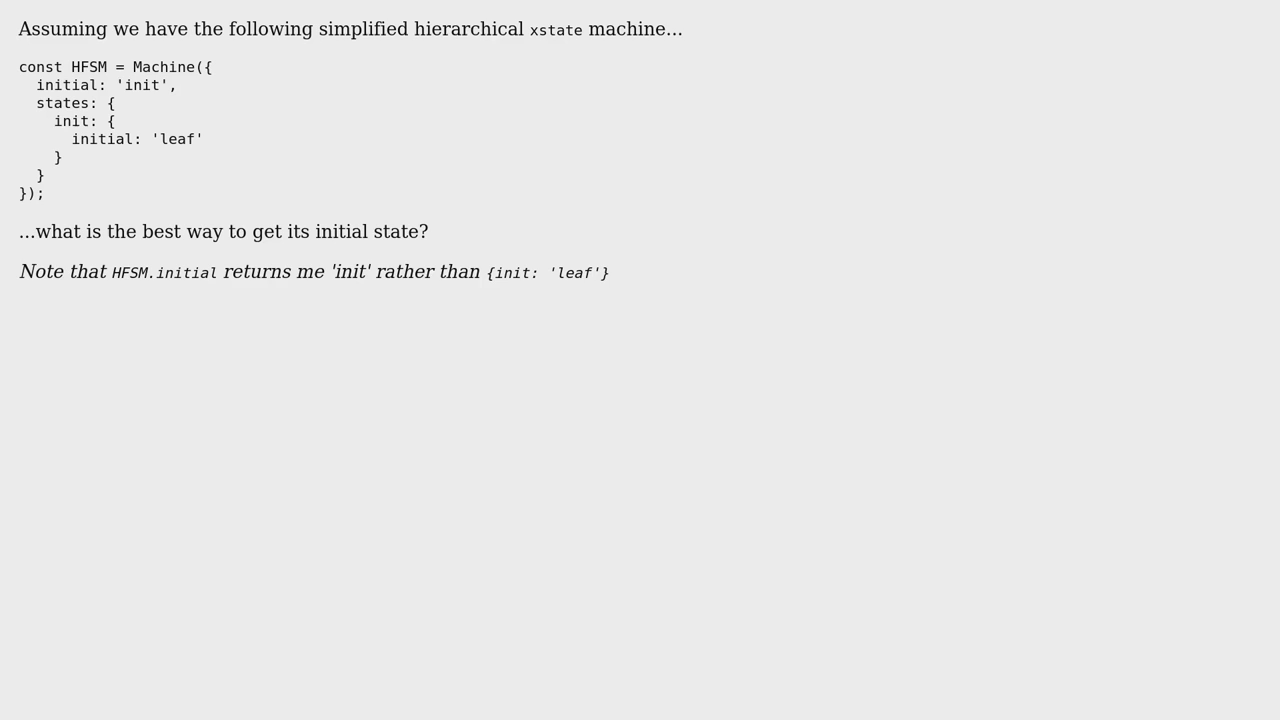 Assuming we have the following simplified hierarchical xstate machine...
const HFSM = Machine({
  initial: 'init',
  states: {
    init: {
      initial: 'leaf'
    }
  }
});
...what is the best way to get its initial state?
Note that HFSM.initial returns me 'init' rather than {init: 'leaf'}